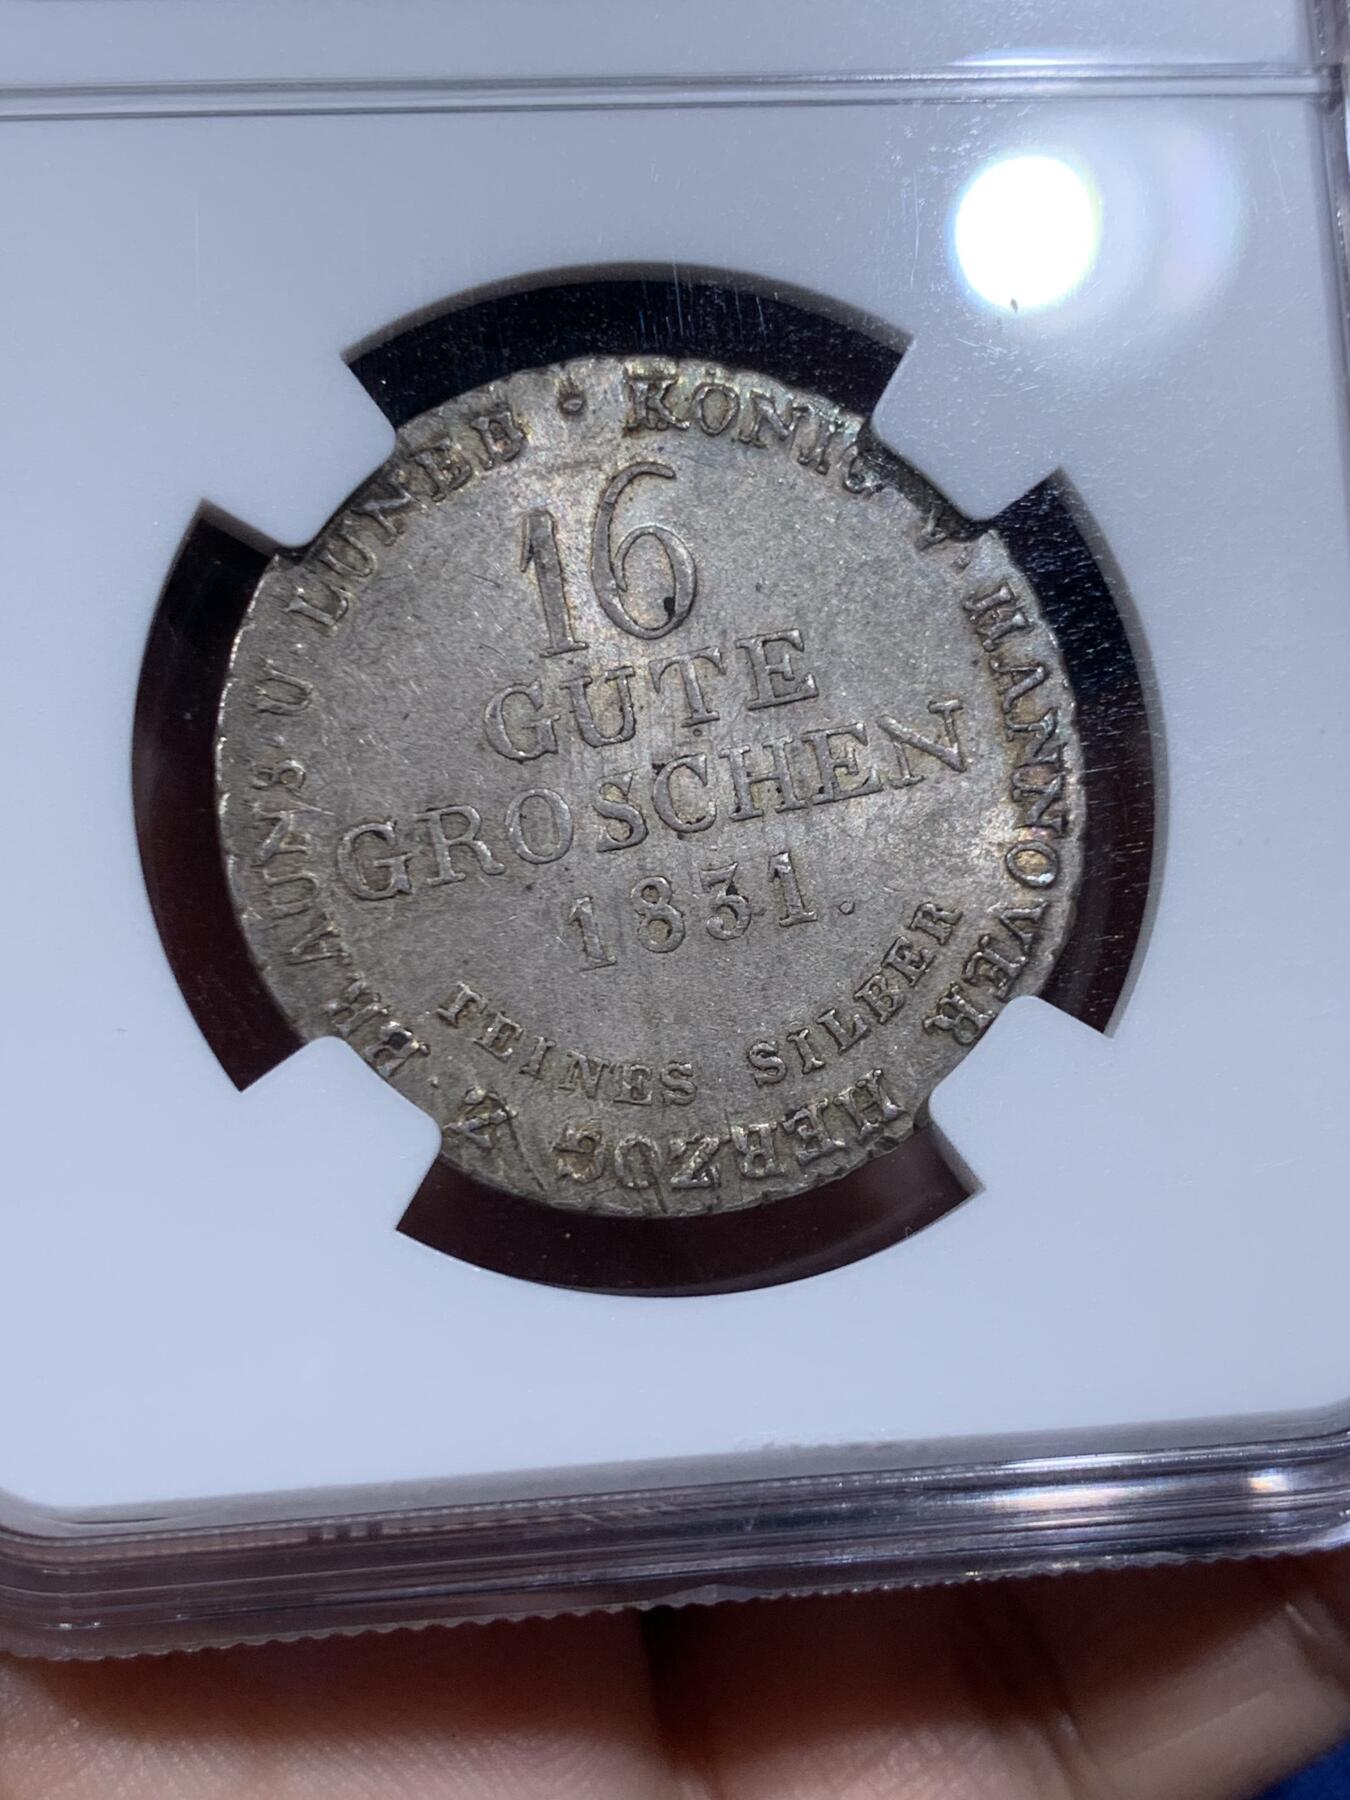 KÖNIG V. HANNOVER HERZOG Z. BRAUNS. U. LUNEB.
16
GUTE
GROSCHEN
1831.
FEINES SILBER